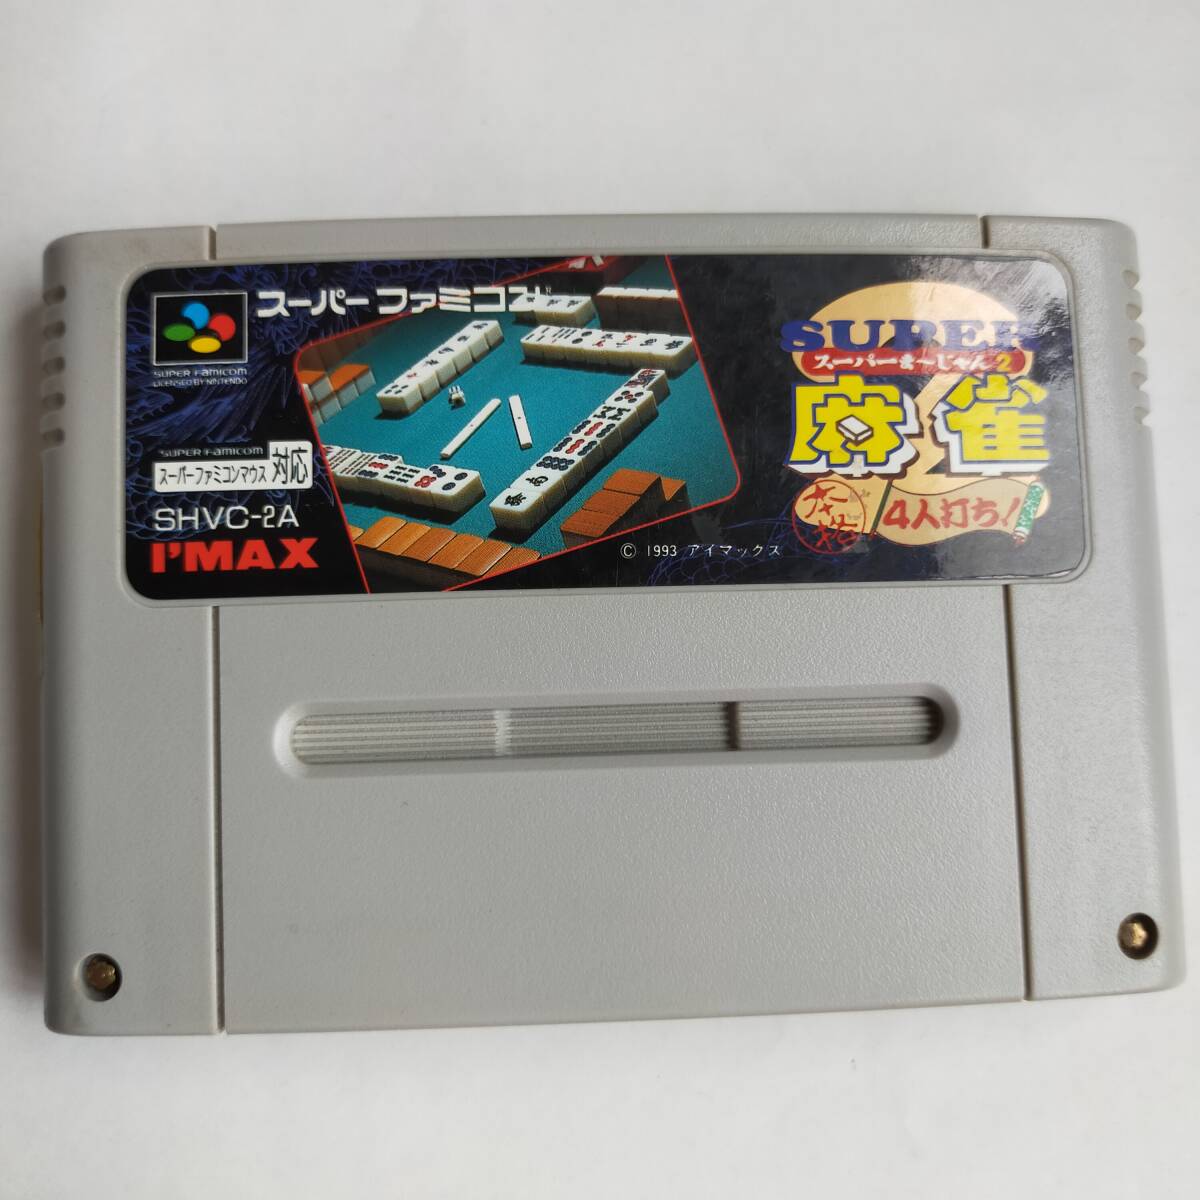 スーパーファミコン
SUPER FAMICOM
LICENSED BY NINTENDO
SUPER FAMICOM
スーパーファミコンマウス 対応
SHVC-2A
I'MAX
© 1993 アイマックス
SUPER
スーパーま〜じゃん2
麻雀
本格
4人打ち!